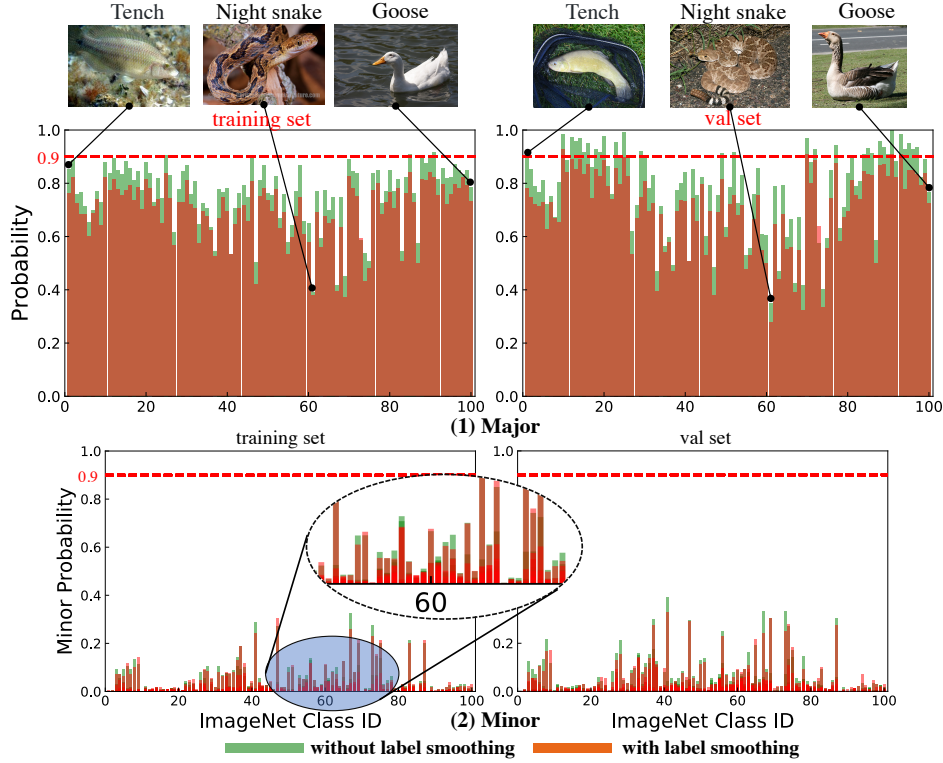 Tench Night snake Goose
Tench Night snake Goose
training set
val set
1.0
0.9
0.8
0.6
0.4
0.2
0.0
Probability
0 20 40 60 80 100
1.0
0.8
0.6
0.4
0.2
0.0
0 20 40 60 80 100
(1) Major
training set
val set
1.0
0.9
0.8
0.6
0.4
0.2
0.0
Minor Probability
60
0 20 40 60 80 100
ImageNet Class ID
1.0
0.8
0.6
0.4
0.2
0.0
0 20 40 60 80 100
ImageNet Class ID
(2) Minor
without label smoothing
with label smoothing